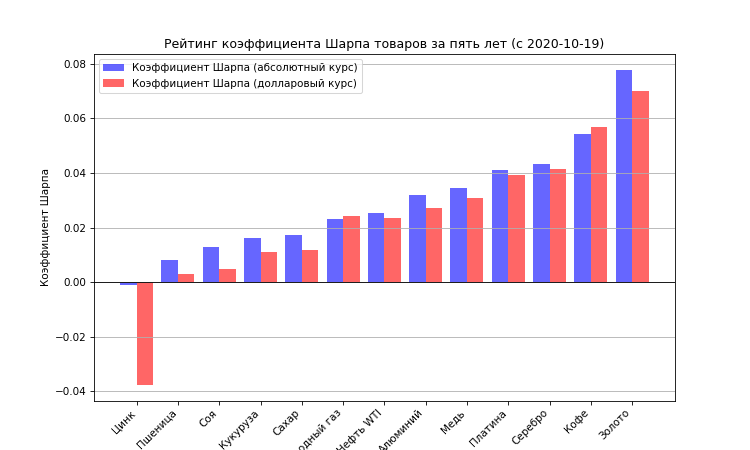 Рейтинг коэффициента Шарпа товаров за пять лет (с 2020-10-19)
Коэффициент Шарпа (абсолютный курс)
Коэффициент Шарпа (долларовый курс)
Коэффициент Шарпа
0.08
0.06
0.04
0.02
0.00
−0.02
−0.04
Цинк
Пшеница
Соя
Кукуруза
Сахар
газ
Нефть WTI
Алюминий
Медь
Платина
Серебро
Кофе
Золото